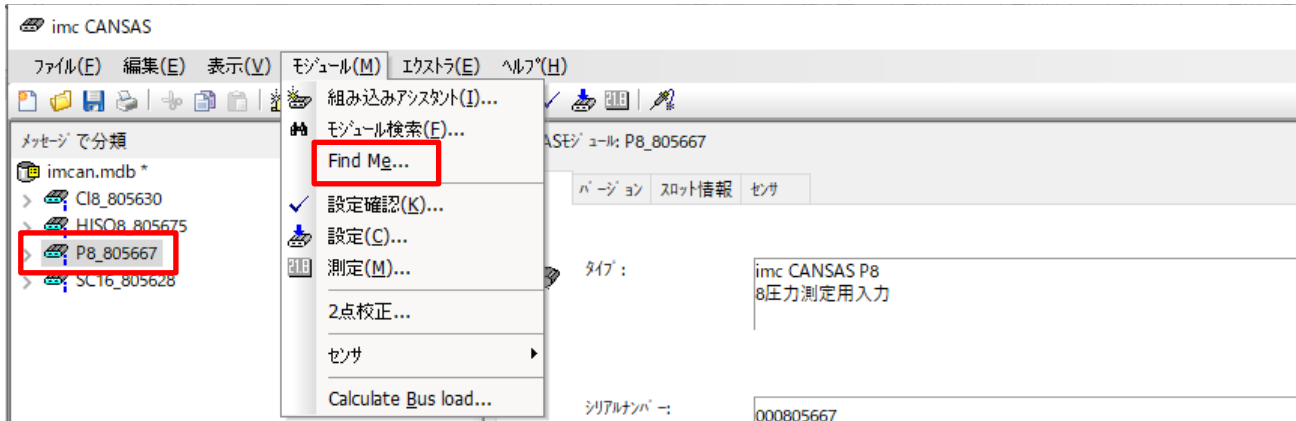 imc CANSAS
ファイル(F) 編集(E) 表示(V) モジュール(M) エクストラ(E) ヘルプ(H)
メッセージで分類
imcan.mdb *
CI8_805630
HISO8_805675
P8_805667
SC16_805628
組み込みアシスタント(I)...
モジュール検索(F)...
Find Me...
設定確認(K)...
設定(C)...
測定(M)...
2点校正...
センサ
Calculate Bus load...
ASモジュール: P8_805667
バージョン スロット情報 センサ
タイプ:
imc CANSAS P8
8圧力測定用入力
シリアルナンバー:
000805667